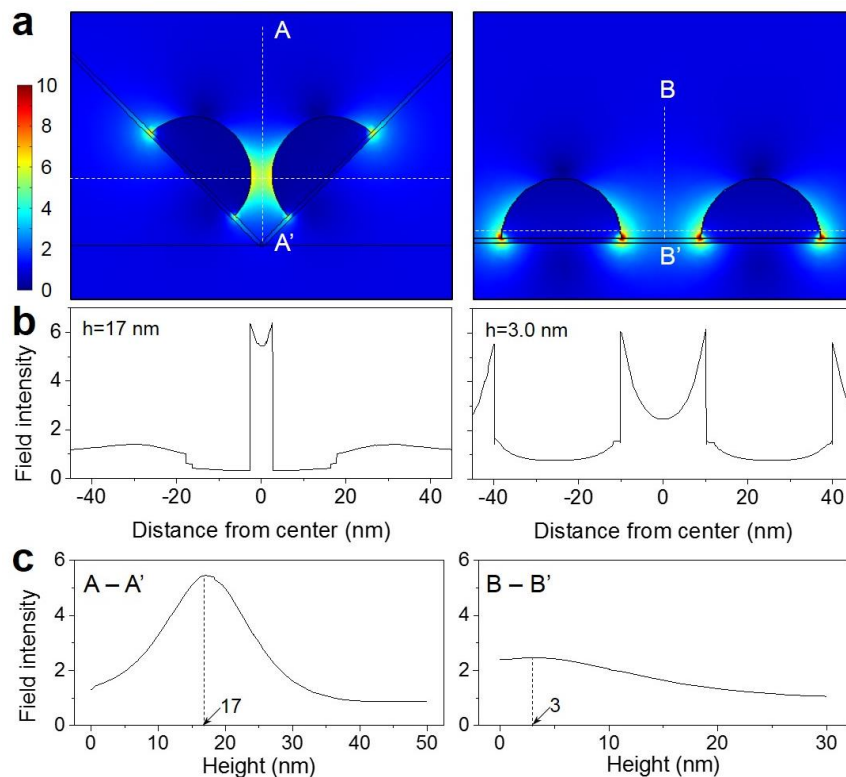 a
A
A'
B
B'
10
8
6
4
2
0
b
h=17 nm
h=3.0 nm
Field intensity
6
4
2
0
-40 -20 0 20 40
-40 -20 0 20 40
Distance from center (nm)
Distance from center (nm)
c
A – A'
B – B'
Field intensity
6
4
2
0
6
4
2
0
17
3
0 10 20 30 40 50
0 10 20 30
Height (nm)
Height (nm)